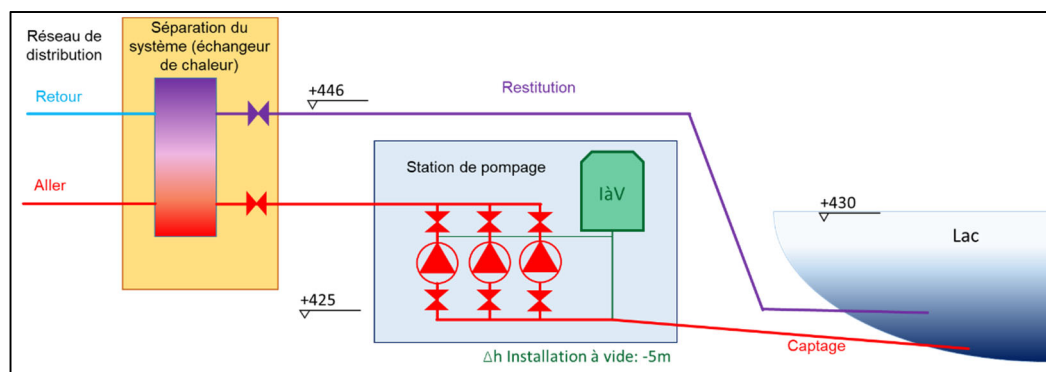 Réseau de
distribution
Séparation du
système (échangeur
de chaleur)
Retour
+446
Restitution
Station de pompage
IàV
Aller
+430
Lac
+425
Captage
Δh Installation à vide: -5m